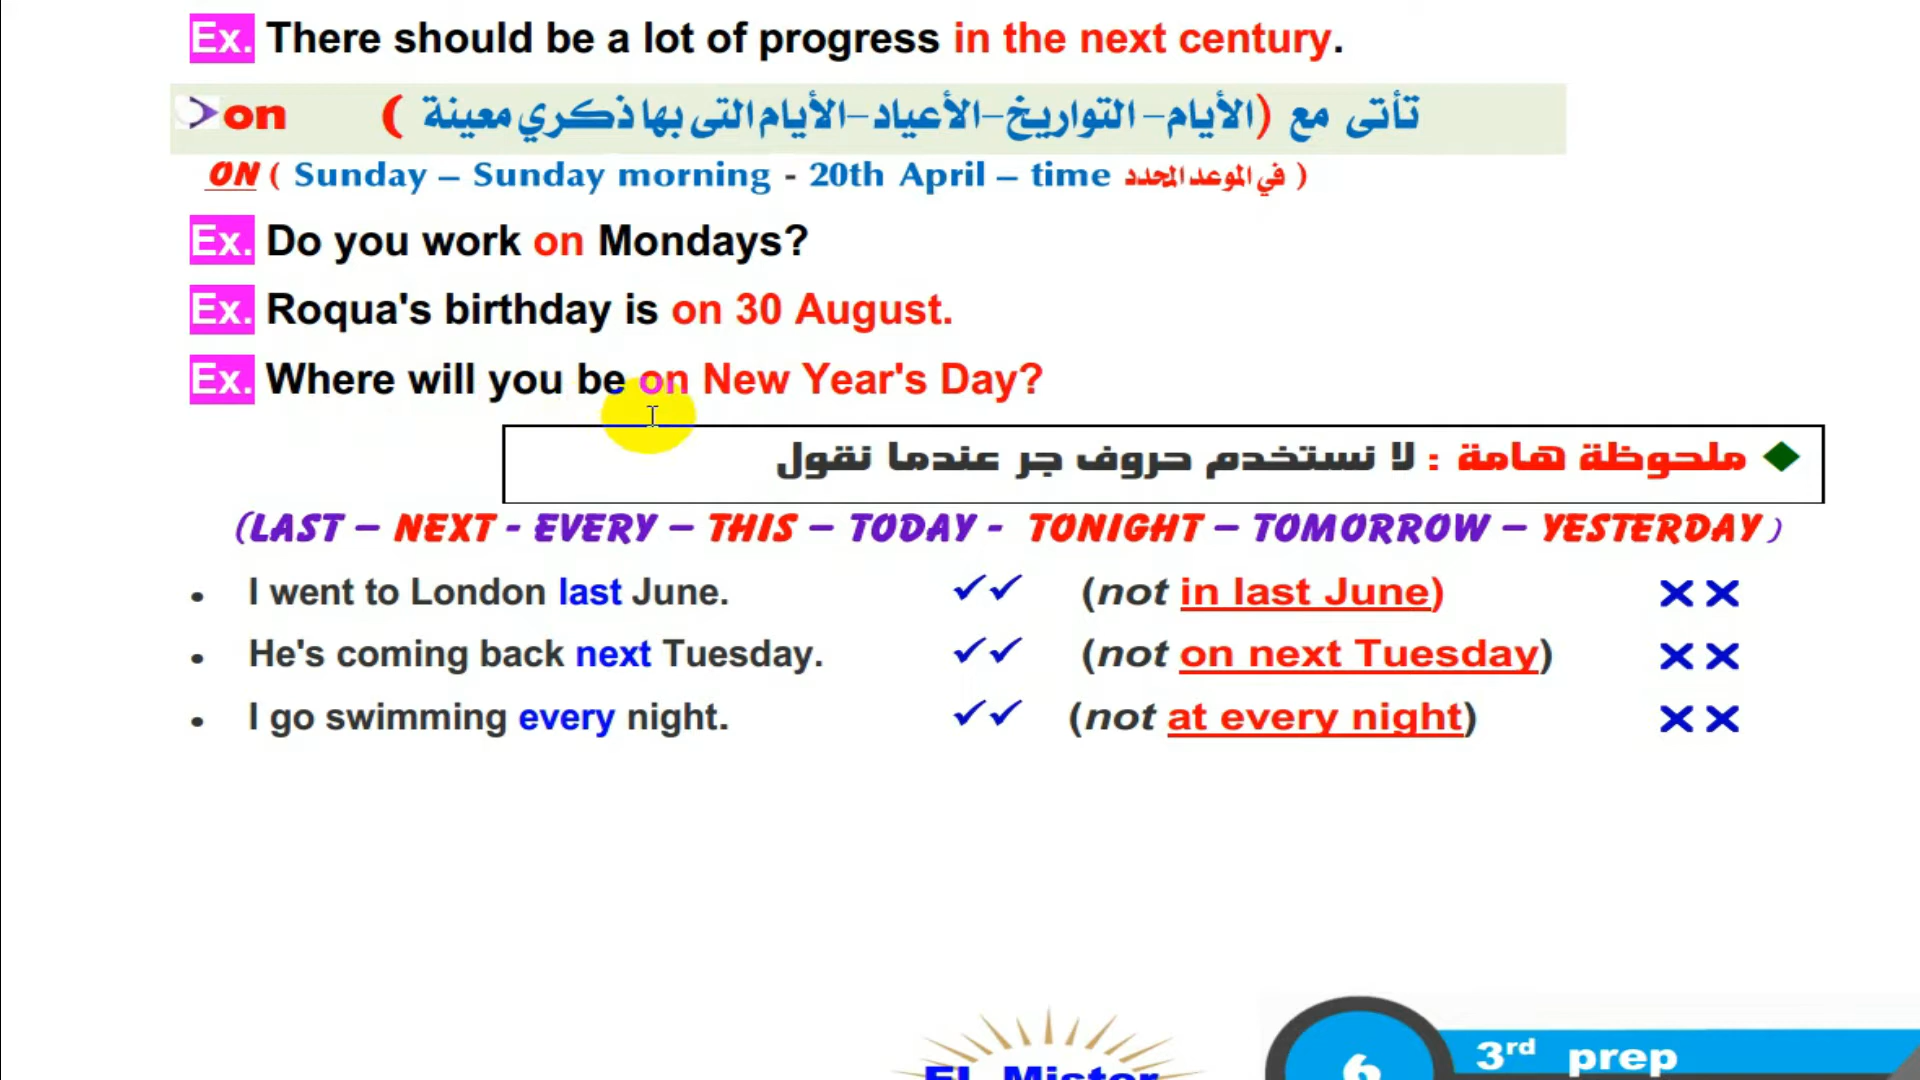 Ex. There should be a lot of progress in the next century.
on تأتى مع (الأيام – التواريخ – الأعياد – الأيام التى بها ذكري معينة )
ON ( Sunday – Sunday morning - 20th April – time في الموعد المحدد )
Ex. Do you work on Mondays?
Ex. Roqua's birthday is on 30 August.
Ex. Where will you be on New Year's Day?
ملحوظة هامة : لا نستخدم حروف جر عندما نقول
(LAST – NEXT - EVERY – THIS – TODAY - TONIGHT – TOMORROW – YESTERDAY )
• I went to London last June. ✓✓ (not in last June) ××
• He's coming back next Tuesday. ✓✓ (not on next Tuesday) ××
• I go swimming every night. ✓✓ (not at every night) ××
El Mister
6 3rd prep